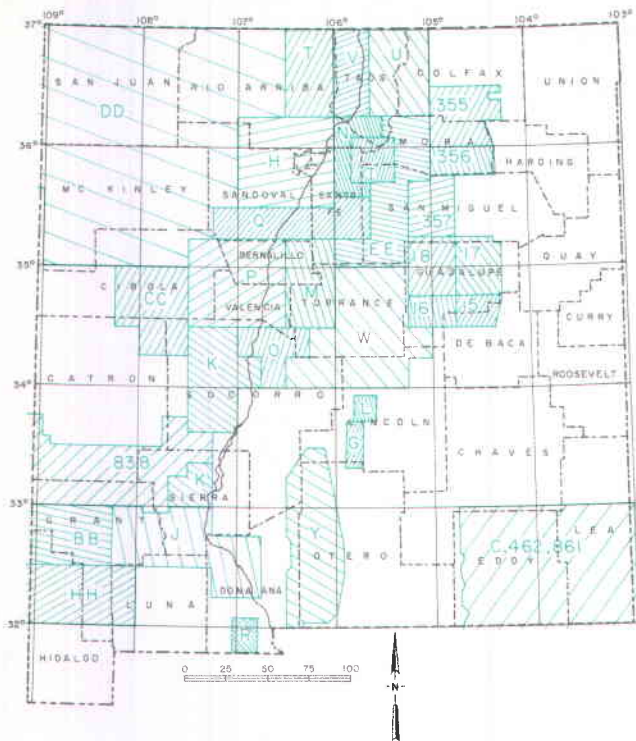 109° 108° 107° 106° 105° 104° 103°
37°
T V U
SAN JUAN RIO ARRIBA TAOS COLFAX UNION
DD
355
36°
N MORA
H 356 HARDING
MC KINLEY SANDOVAL SANTA FE SAN MIGUEL
Q 357
BERNALILLO EE QUAY
35°
P 18 17
GUADALUPE
CIBOLA
CC VALENCIA TORRANCE
W 16 15
CURRY
K O DE BACA
CATRON SOCORRO ROOSEVELT
34°
L
LINCOLN
G CHAVES
838
K
33°
SIERRA
GRANT
BB J Y LEA
C.462,861
OTERO EDDY
HH DONA ANA
LUNA
32°
R
HIDALGO
0 25 50 75 100
N